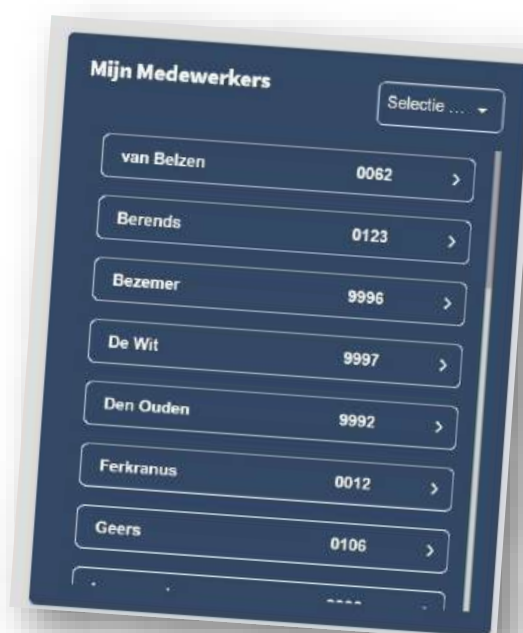 Mijn Medewerkers
Selectie ...
van Belzen 0062
Berends 0123
Bezemer 9996
De Wit 9997
Den Ouden 9992
Ferkranus 0012
Geers 0106